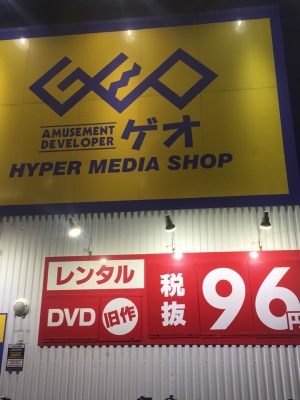 GEO
AMUSEMENT
DEVELOPER
ゲオ
HYPER MEDIA SHOP
レンタル
DVD 旧作
税抜
96円